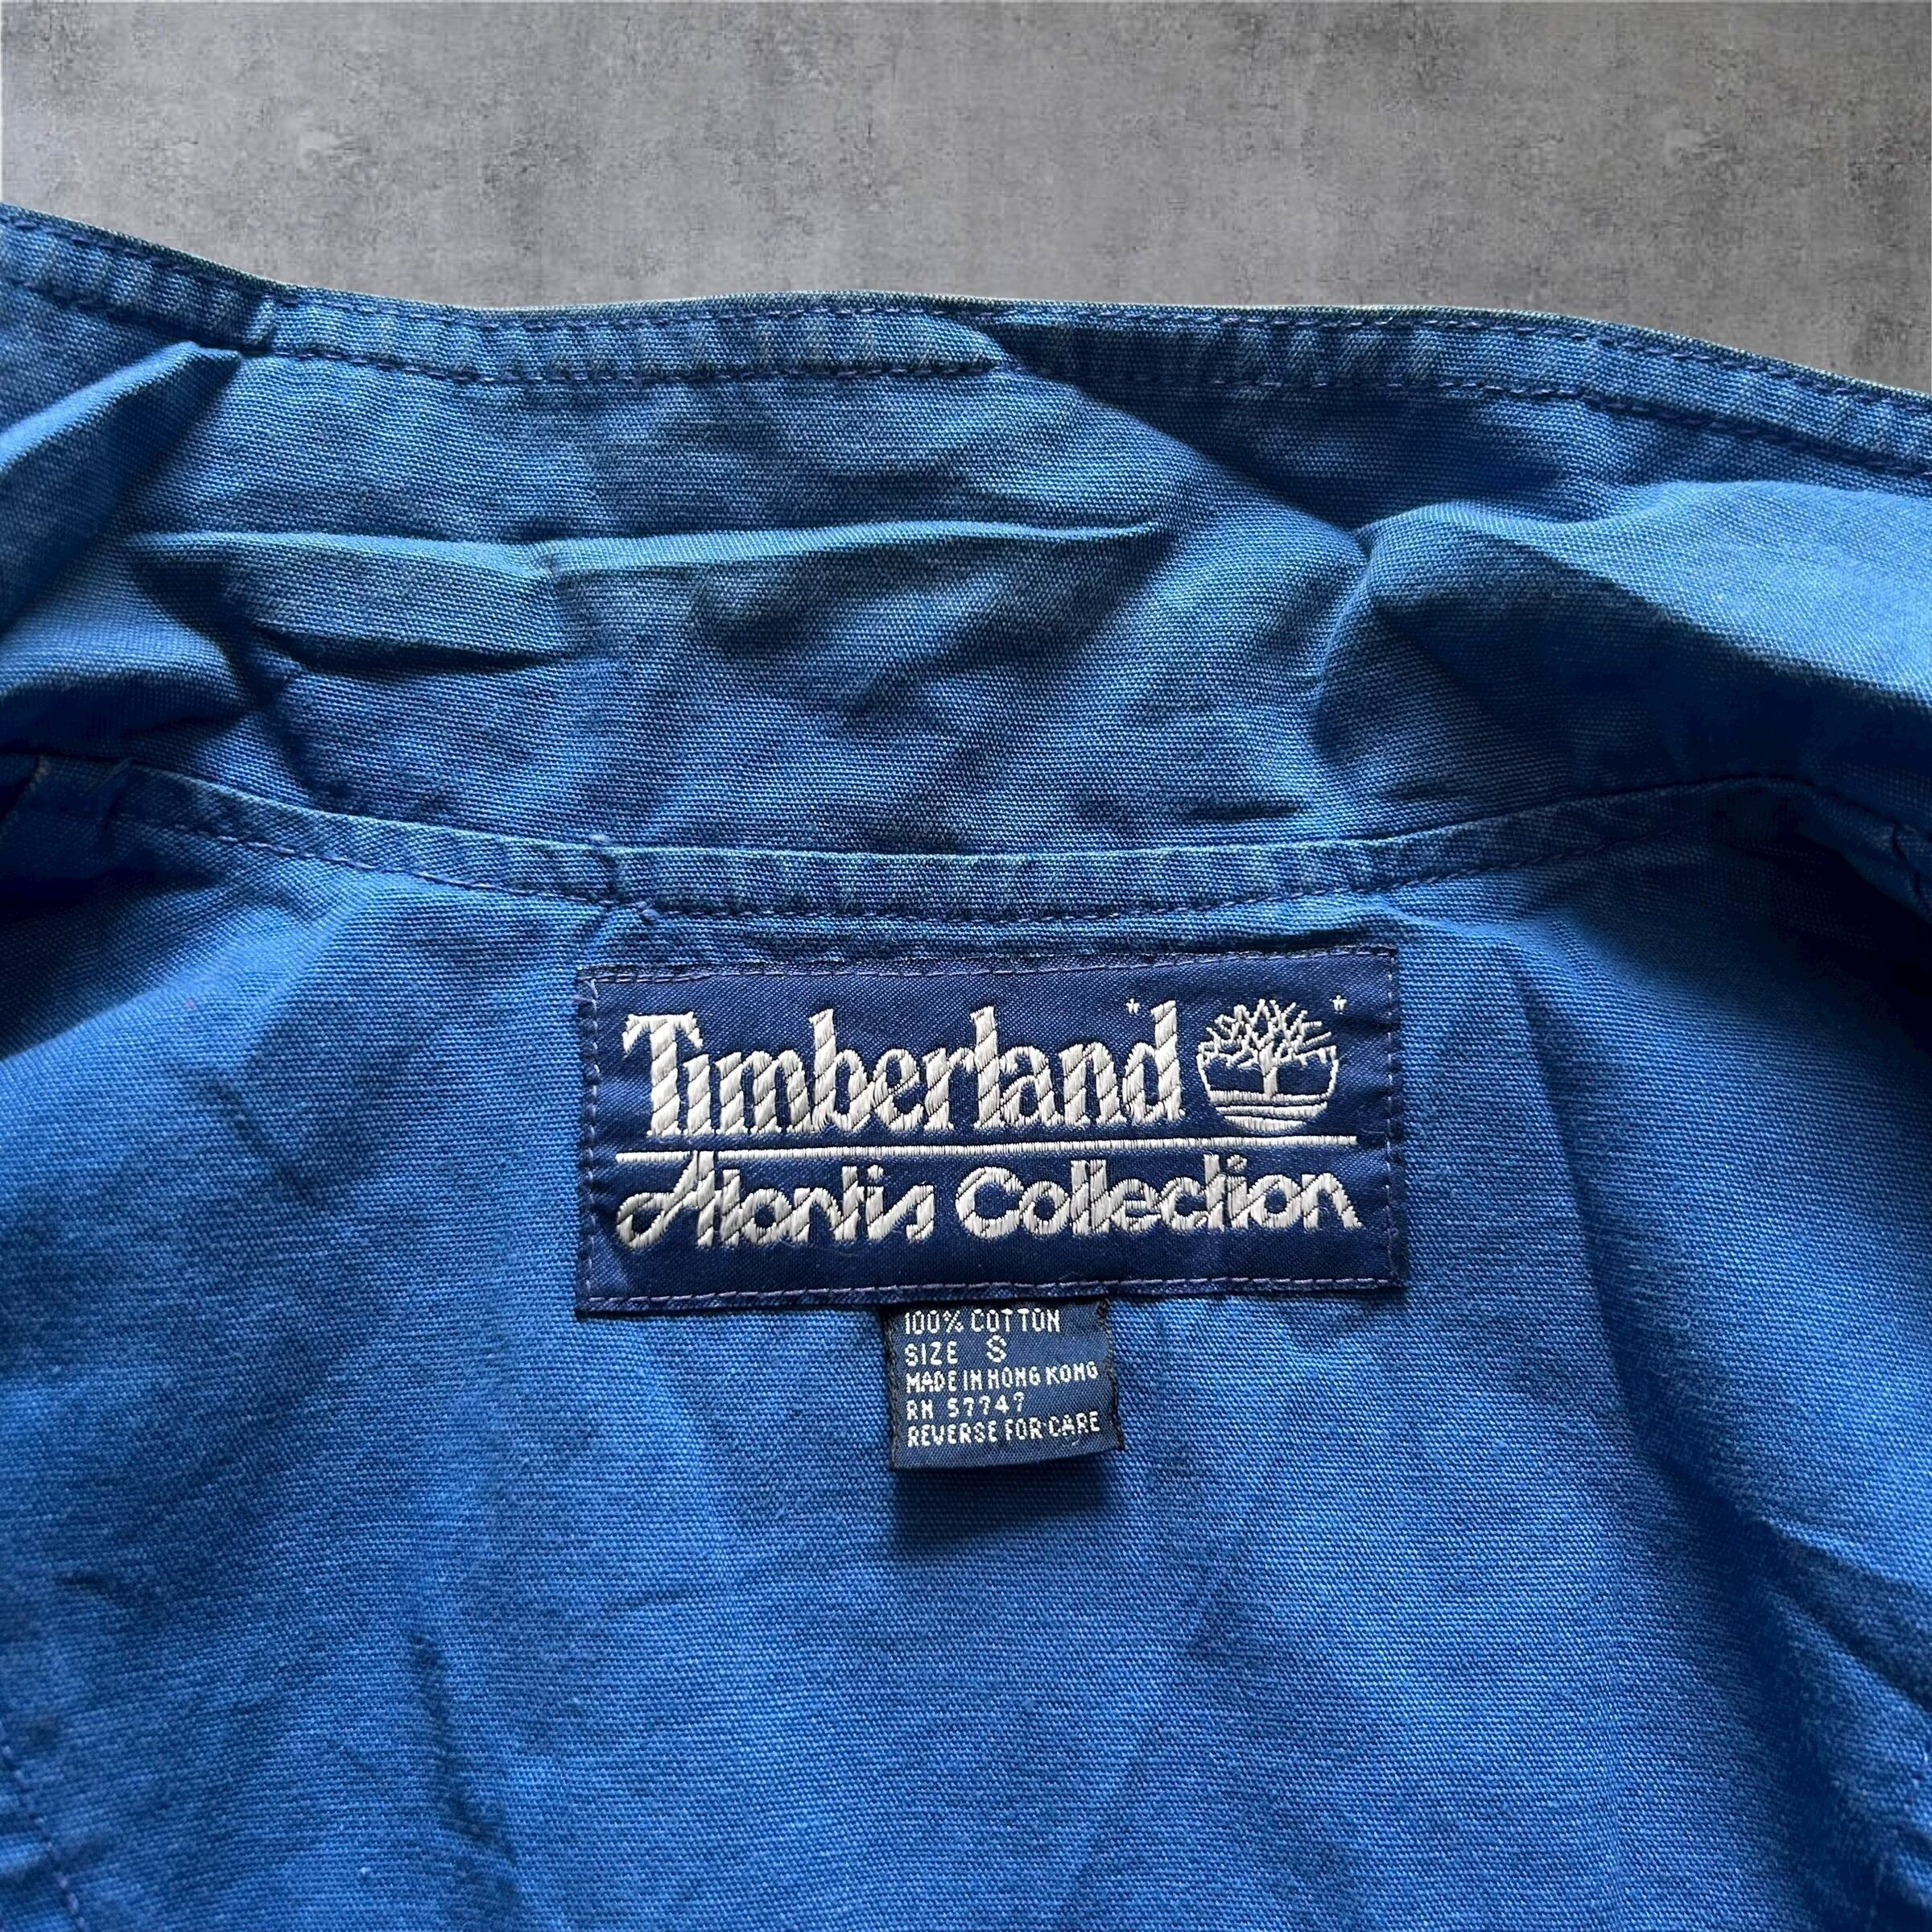 Timberland
Atlantis Collection
100% COTTON
SIZE S
MADE IN HONG KONG
RN 57747
REVERSE FOR CARE